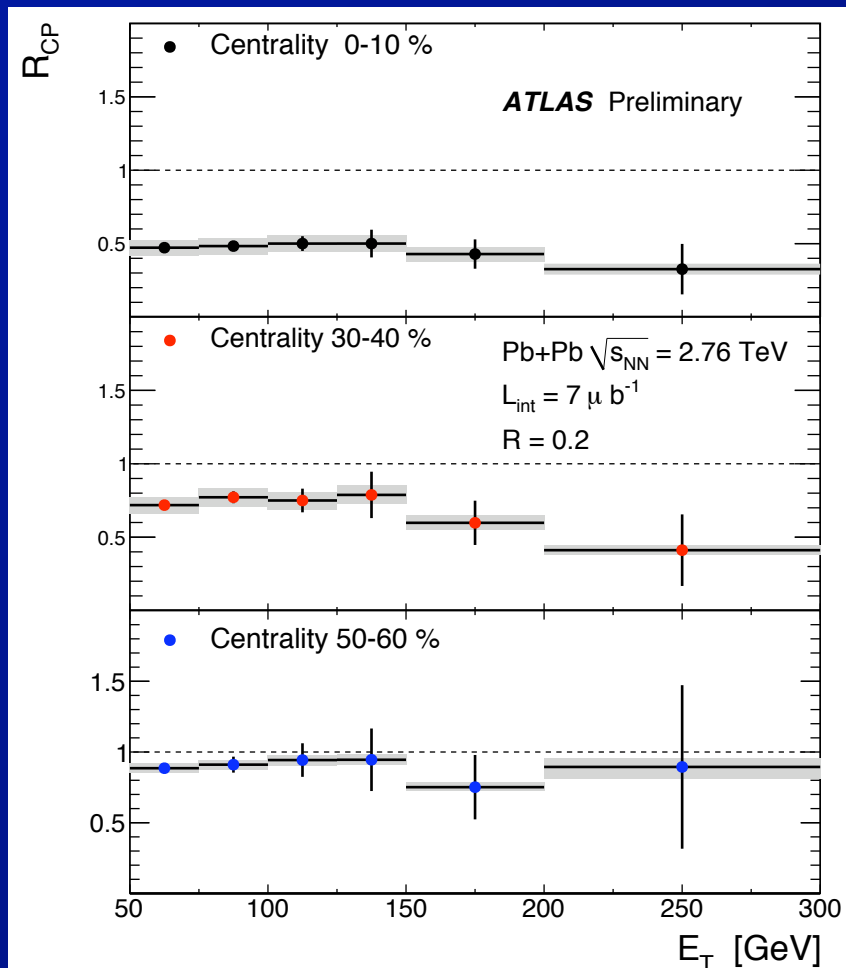 R_CP
Centrality 0-10 %
ATLAS Preliminary
1.5
1
0.5
Centrality 30-40 %
Pb+Pb √s_NN = 2.76 TeV
L_int = 7 μ b⁻¹
R = 0.2
1.5
1
0.5
Centrality 50-60 %
1.5
1
0.5
50 100 150 200 250 300
E_T [GeV]